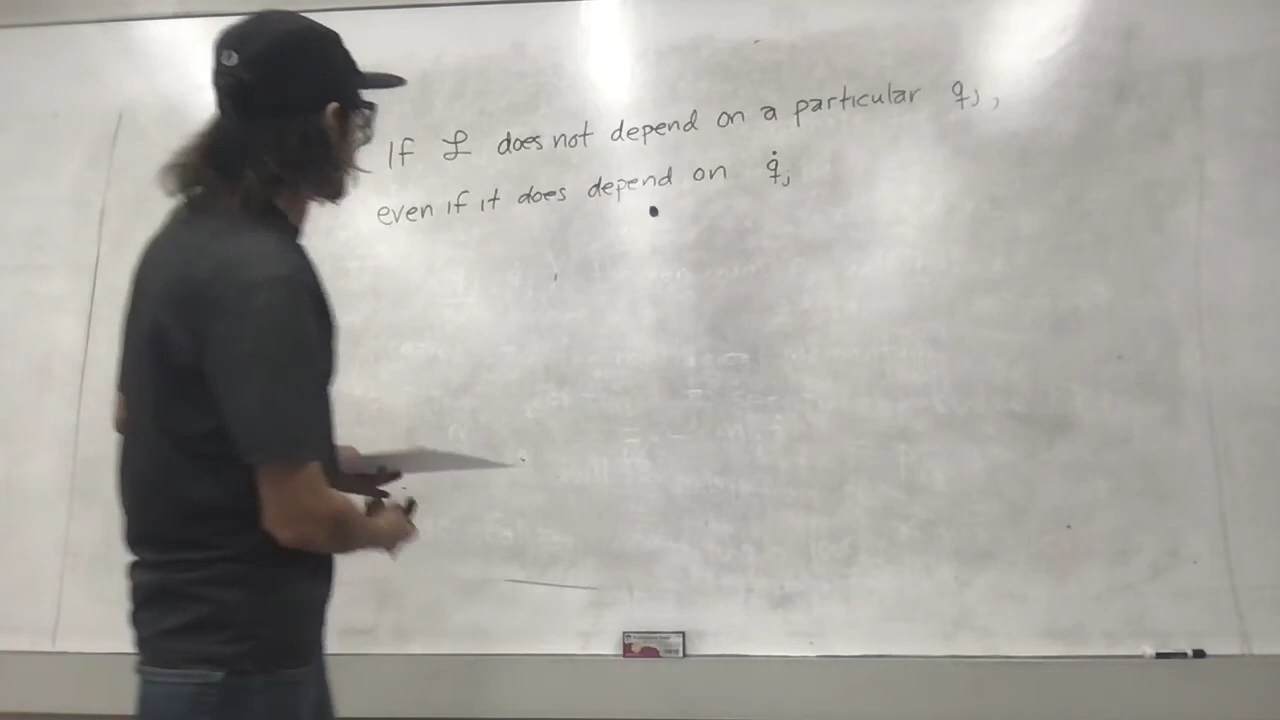 If ℒ does not depend on a particular qⱼ,
even if it does depend on q̇ⱼ